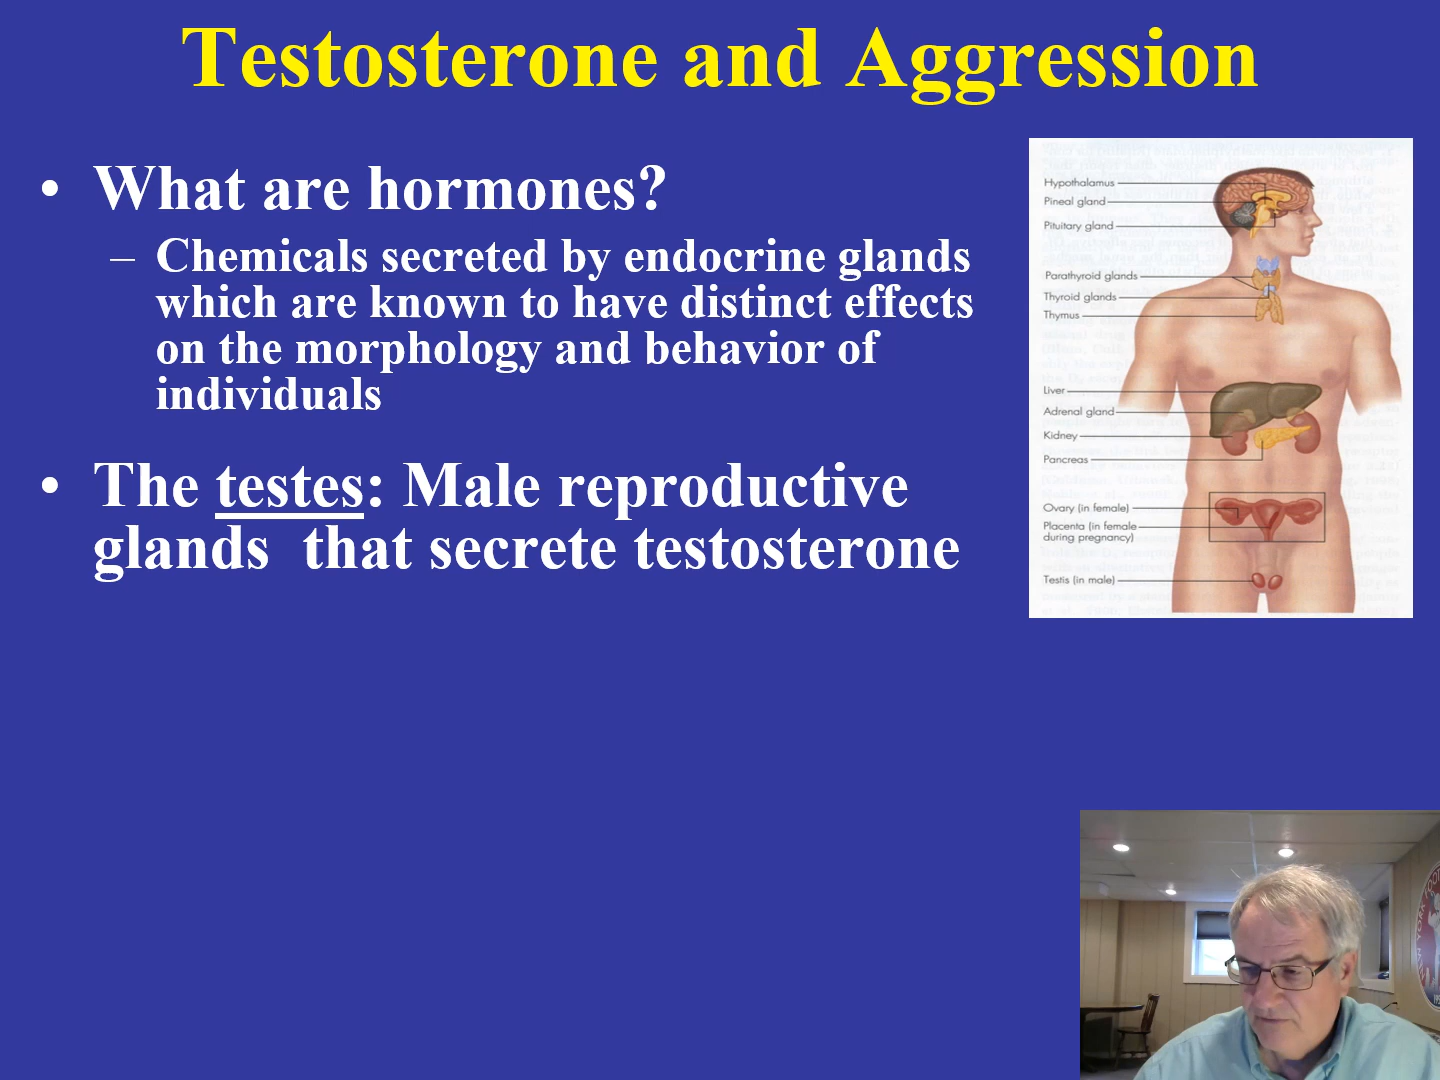 Testosterone and Aggression
• What are hormones?
– Chemicals secreted by endocrine glands
which are known to have distinct effects
on the morphology and behavior of
individuals
• The testes: Male reproductive
glands  that secrete testosterone
Hypothalamus
Pineal gland
Pituitary gland
Parathyroid glands
Thyroid glands
Thymus
Liver
Adrenal gland
Kidney
Pancreas
Ovary (in female)
Placenta (in female
during pregnancy)
Testis (in male)